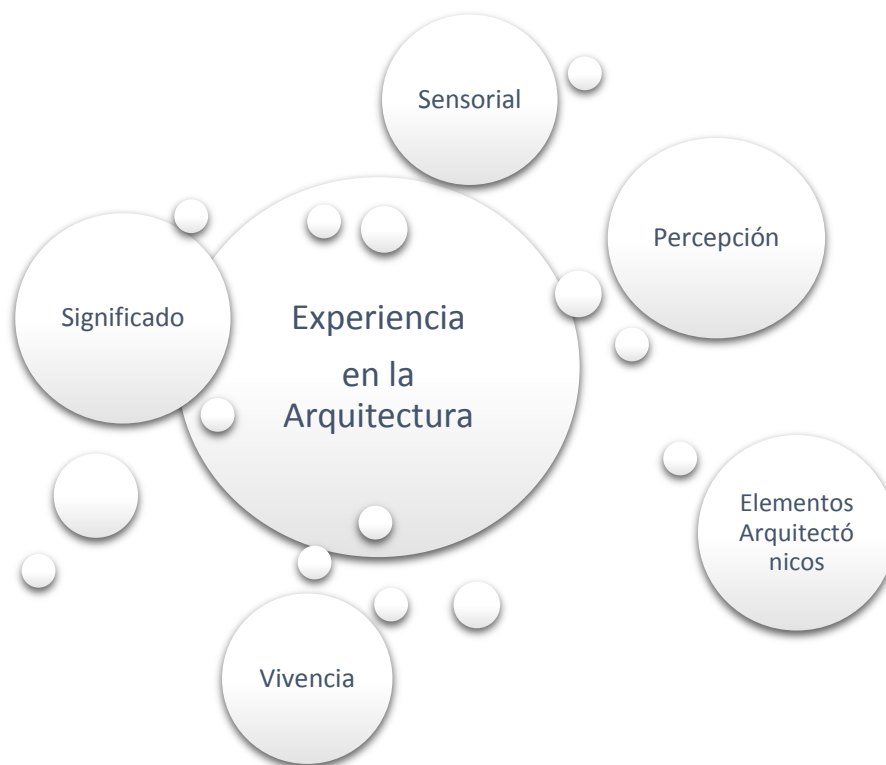 Sensorial
Percepción
Significado
Experiencia
en la
Arquitectura
Elementos
Arquitectó
nicos
Vivencia